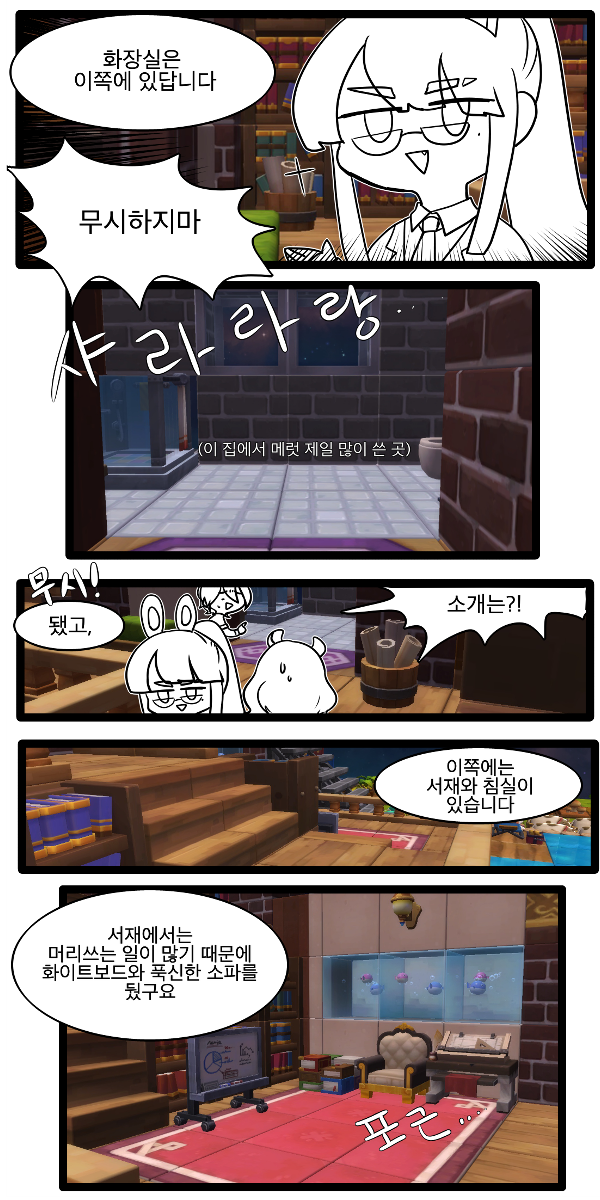 화장실은
이쪽에 있답니다
무시하지마
샤라라랑..
(이 집에서 메럿 제일 많이 쓴 곳)
무시!
됐고,
소개는?!
이쪽에는
서재와 침실이
있습니다
서재에서는
머리쓰는 일이 많기 때문에
화이트보드와 푹신한 소파를
뒀구요
포근...